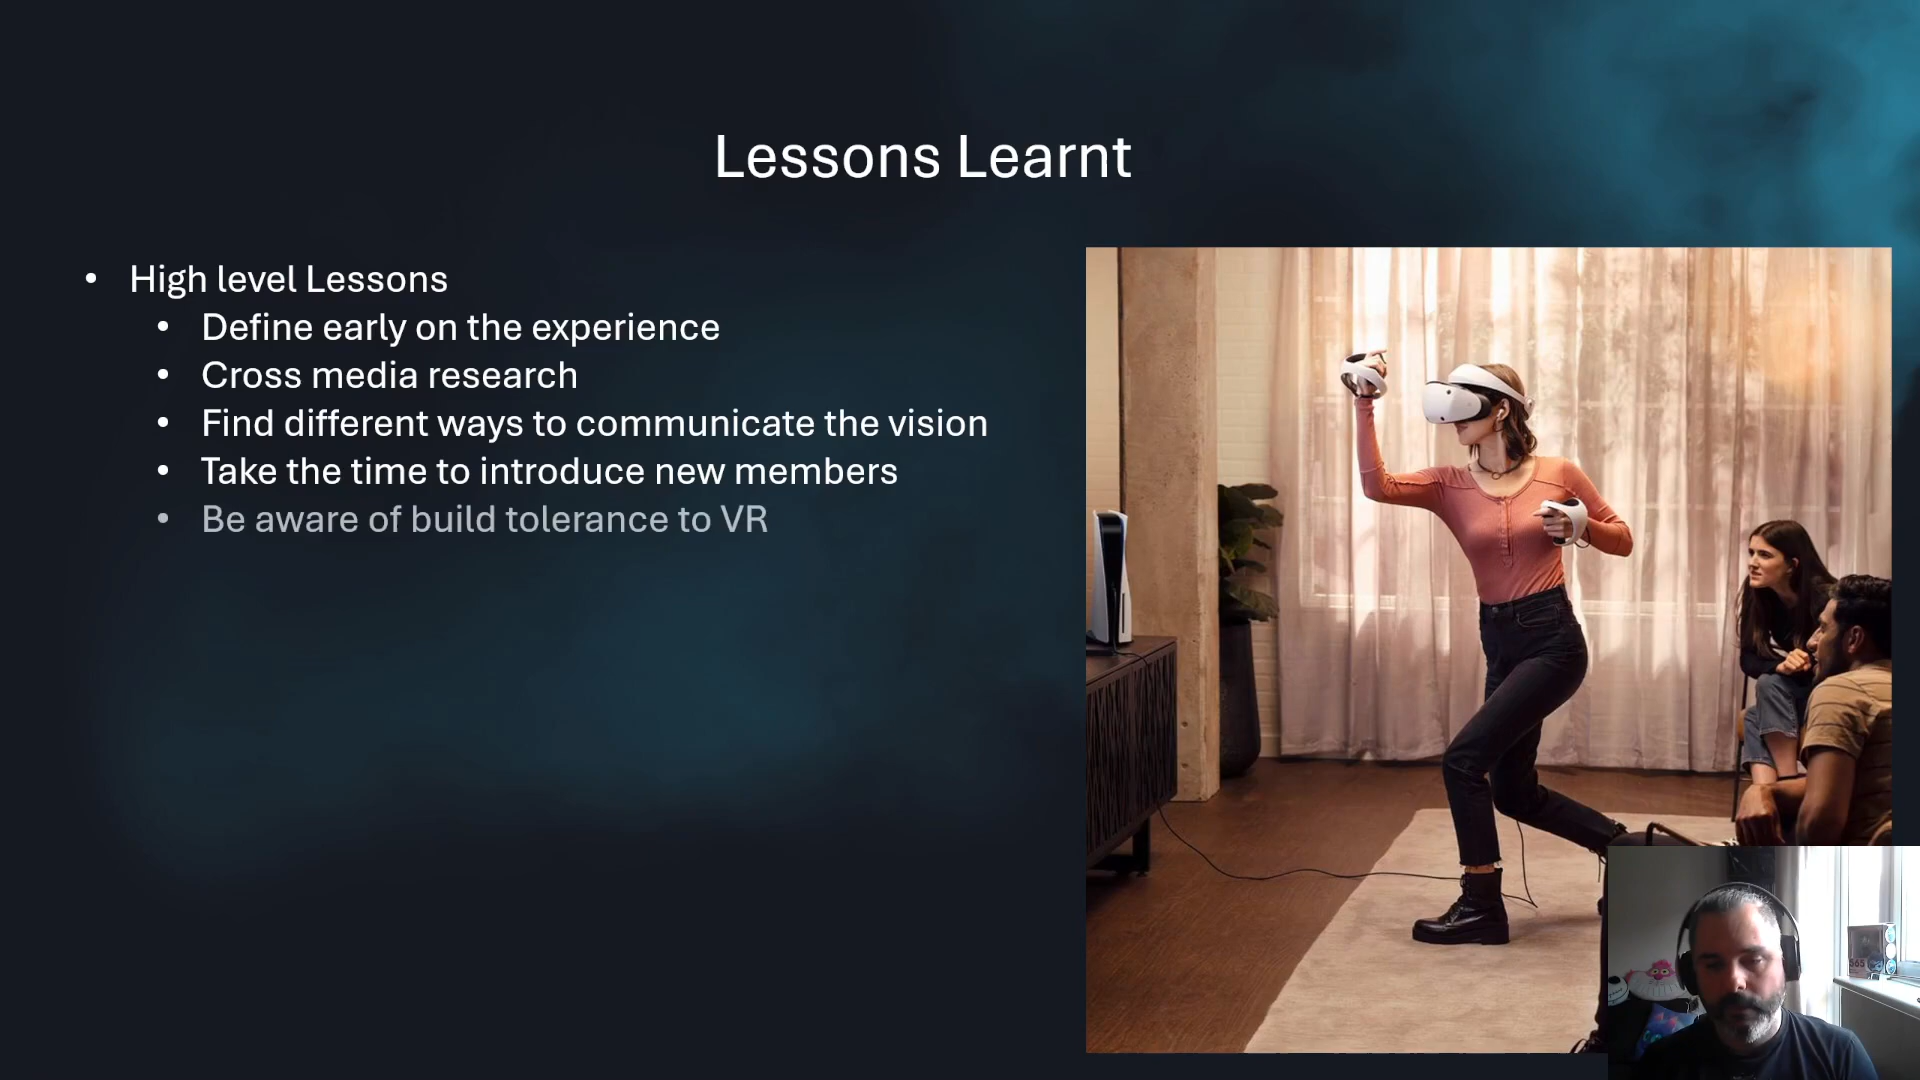 Lessons Learnt
High level Lessons
Define early on the experience
Cross media research
Find different ways to communicate the vision
Take the time to introduce new members
Be aware of build tolerance to VR